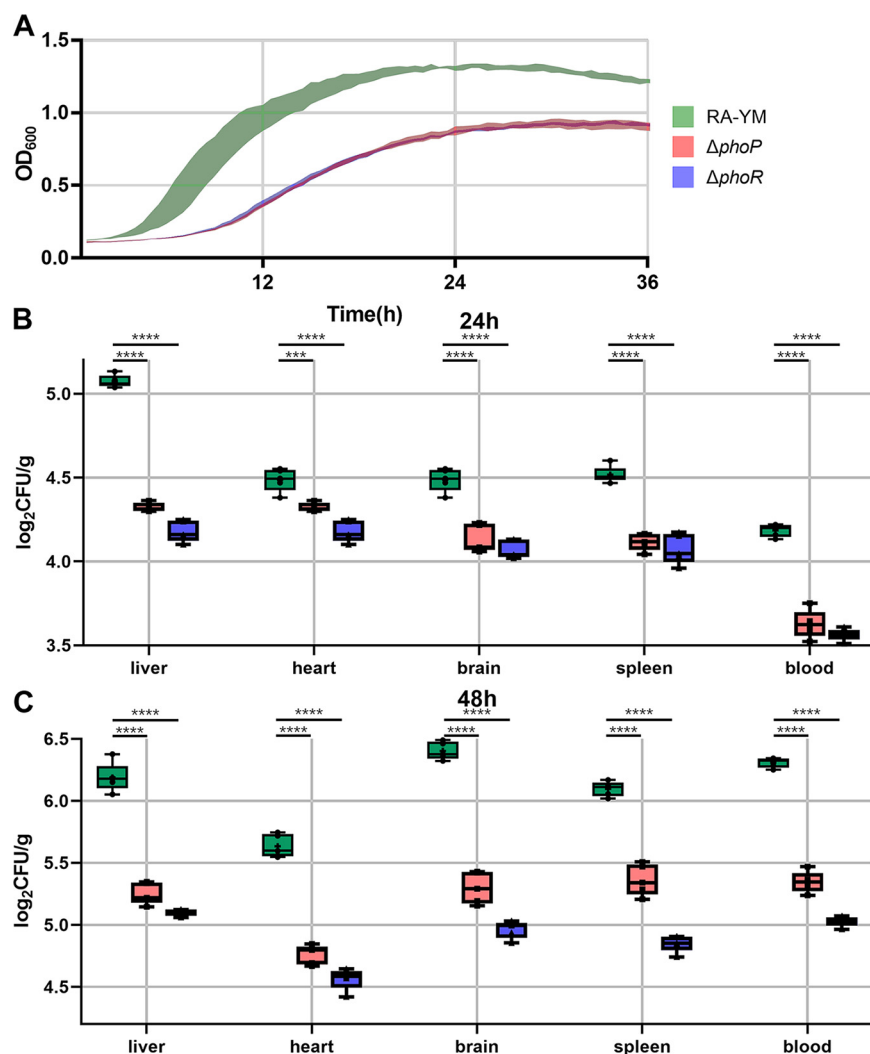 A
1.5
1.0
0.5
0.0
OD600
12 24 36
Time(h)
RA-YM
ΔphoP
ΔphoR
B
24h
**** **** **** **** ****
**** *** **** **** ****
5.0
4.5
4.0
3.5
log2CFU/g
liver heart brain spleen blood
C
48h
**** **** **** **** ****
**** **** **** **** ****
6.5
6.0
5.5
5.0
4.5
log2CFU/g
liver heart brain spleen blood